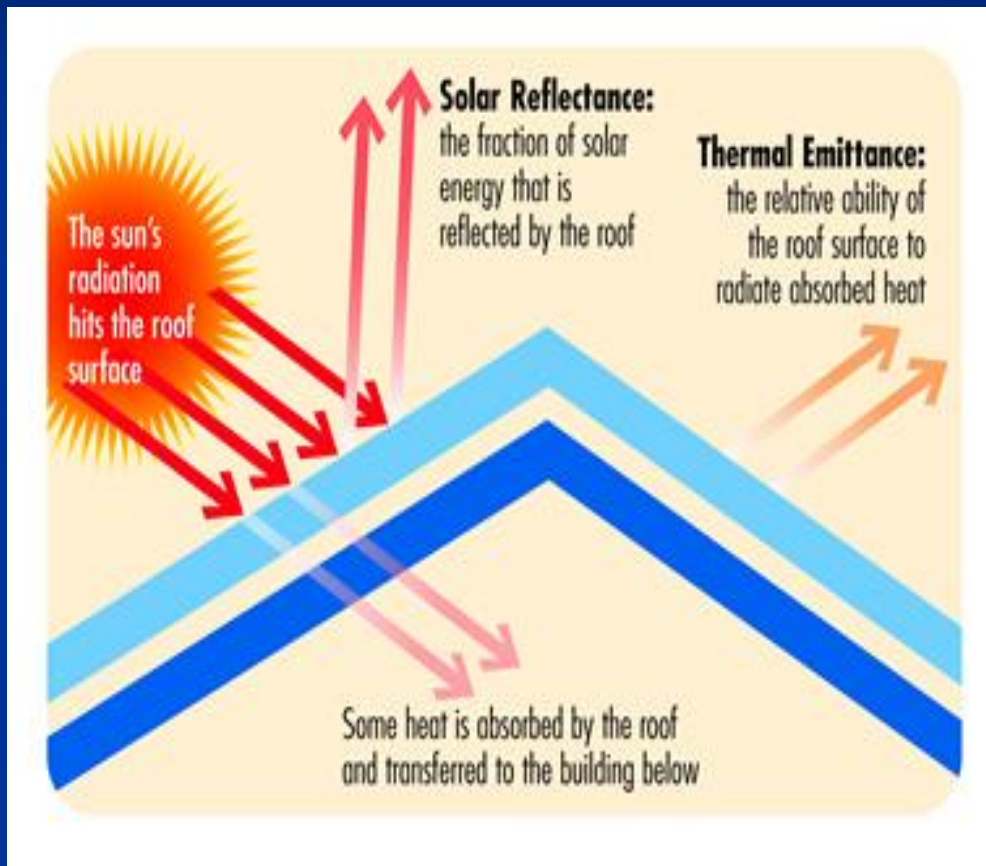 Solar Reflectance:
the fraction of solar
energy that is
reflected by the roof
Thermal Emittance:
the relative ability of
the roof surface to
radiate absorbed heat
The sun's
radiation
hits the roof
surface
Some heat is absorbed by the roof
and transferred to the building below